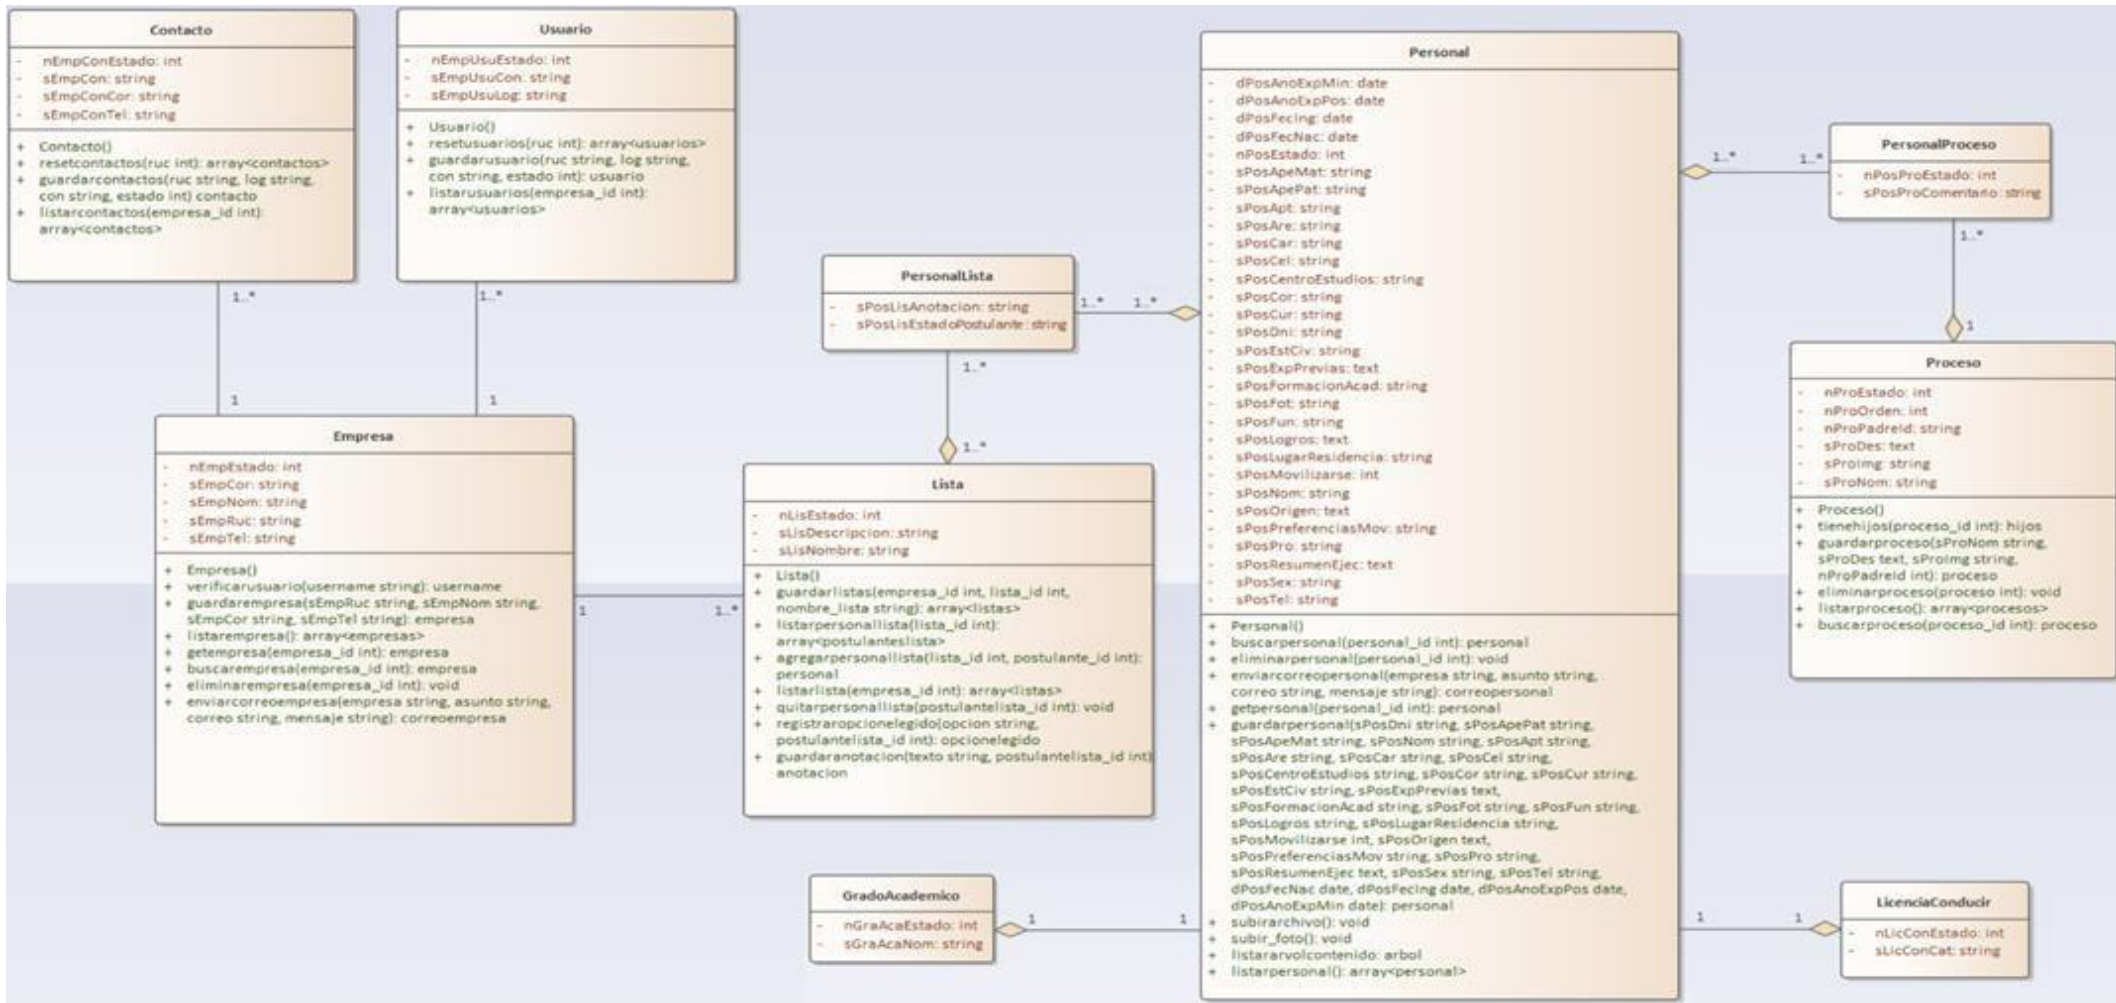 Contacto
- nEmpConEstado: int
- sEmpCon: string
- sEmpConCor: string
- sEmpConTel: string
+ Contacto()
+ resetcontactos(ruc int): array<contactos>
+ guardarcontactos(ruc string, log string,
con string, estado int) contacto
+ listarcontactos(empresa_id int):
array<contactos>
1..*
1
Usuario
- nEmpUsuEstado: int
- sEmpUsuCon: string
- sEmpUsuLog: string
+ Usuario()
+ resetusuarios(ruc int): array<usuarios>
+ guardarusuario(ruc string, log string,
con string, estado int): usuario
+ listarusuarios(empresa_id int):
array<usuarios>
1..*
1
Empresa
- nEmpEstado: int
- sEmpCor: string
- sEmpNom: string
- sEmpRuc: string
- sEmpTel: string
+ Empresa()
+ verificarusuario(username string): username
+ guardarempresa(sEmpRuc string, sEmpNom string,
sEmpCor string, sEmpTel string): empresa
+ listarempresa(): array<empresas>
+ getempresa(empresa_id int): empresa
+ buscarempresa(empresa_id int): empresa
+ eliminarempresa(empresa_id int): void
+ enviarcorreoempresa(empresa string, asunto string,
correo string, mensaje string): correoempresa
1
1..*
PersonalLista
- sPosLisAnotacion: string
- sPosLisEstadoPostulante: string
1..*
1..*
1..*
1..*
Lista
- nLisEstado: int
- sLisDescripcion: string
- sLisNombre: string
+ Lista()
+ guardarlistas(empresa_id int, lista_id int,
nombre_lista string): array<listas>
+ listarpersonallista(lista_id int):
array<postulanteslista>
+ agregarpersonallista(lista_id int, postulante_id int):
personal
+ listarlista(empresa_id int): array<listas>
+ quitarpersonallista(postulantelista_id int): void
+ registraropcionelegido(opcion string,
postulantelista_id int): opcionelegido
+ guardaranotacion(texto string, postulantelista_id int):
anotacion
GradoAcademico
- nGraAcaEstado: int
- sGraAcaNom: string
1
1
Personal
- dPosAnoExpMin: date
- dPosAnoExpPos: date
- dPosFecIng: date
- dPosFecNac: date
- nPosEstado: int
- sPosApeMat: string
- sPosApePat: string
- sPosApt: string
- sPosAre: string
- sPosCar: string
- sPosCel: string
- sPosCentroEstudios: string
- sPosCor: string
- sPosCur: string
- sPosDni: string
- sPosEstCiv: string
- sPosExpPrevias: text
- sPosFormacionAcad: string
- sPosFot: string
- sPosFun: string
- sPosLogros: text
- sPosLugarResidencia: string
- sPosMovilizarse: int
- sPosNom: string
- sPosOrigen: text
- sPosPreferenciasMov: string
- sPosPro: string
- sPosResumenEjec: text
- sPosSex: string
- sPosTel: string
+ Personal()
+ buscarpersonal(personal_id int): personal
+ eliminarpersonal(personal_id int): void
+ enviarcorreopersonal(empresa string, asunto string,
correo string, mensaje string): correopersonal
+ getpersonal(personal_id int): personal
+ guardarpersonal(sPosDni string, sPosApePat string,
sPosApeMat string, sPosNom string, sPosApt string,
sPosAre string, sPosCar string, sPosCel string,
sPosCentroEstudios string, sPosCor string, sPosCur string,
sPosEstCiv string, sPosExpPrevias text,
sPosFormacionAcad string, sPosFot string, sPosFun string,
sPosLogros string, sPosLugarResidencia string,
sPosMovilizarse int, sPosOrigen text,
sPosPreferenciasMov string, sPosPro string,
sPosResumenEjec text, sPosSex string, sPosTel string,
dPosFecNac date, dPosFecIng date, dPosAnoExpPos date,
dPosAnoExpMin date): personal
+ subirarchivo(): void
+ subir_foto(): void
+ listararvolcontenido: arbol
+ listarpersonal(): array<personal>
1..*
1..*
PersonalProceso
- nPosProEstado: int
- sPosProComentario: string
1..*
1
Proceso
- nProEstado: int
- nProOrden: int
- nProPadreId: string
- sProDes: text
- sProImg: string
- sProNom: string
+ Proceso()
+ tienehijos(proceso_id int): hijos
+ guardarproceso(sProNom string,
sProDes text, sProImg string,
nProPadreId int): proceso
+ eliminarproceso(proceso int): void
+ listarproceso(): array<procesos>
+ buscarproceso(proceso_id int): proceso
1
1
LicenciaConducir
- nLicConEstado: int
- sLicConCat: string